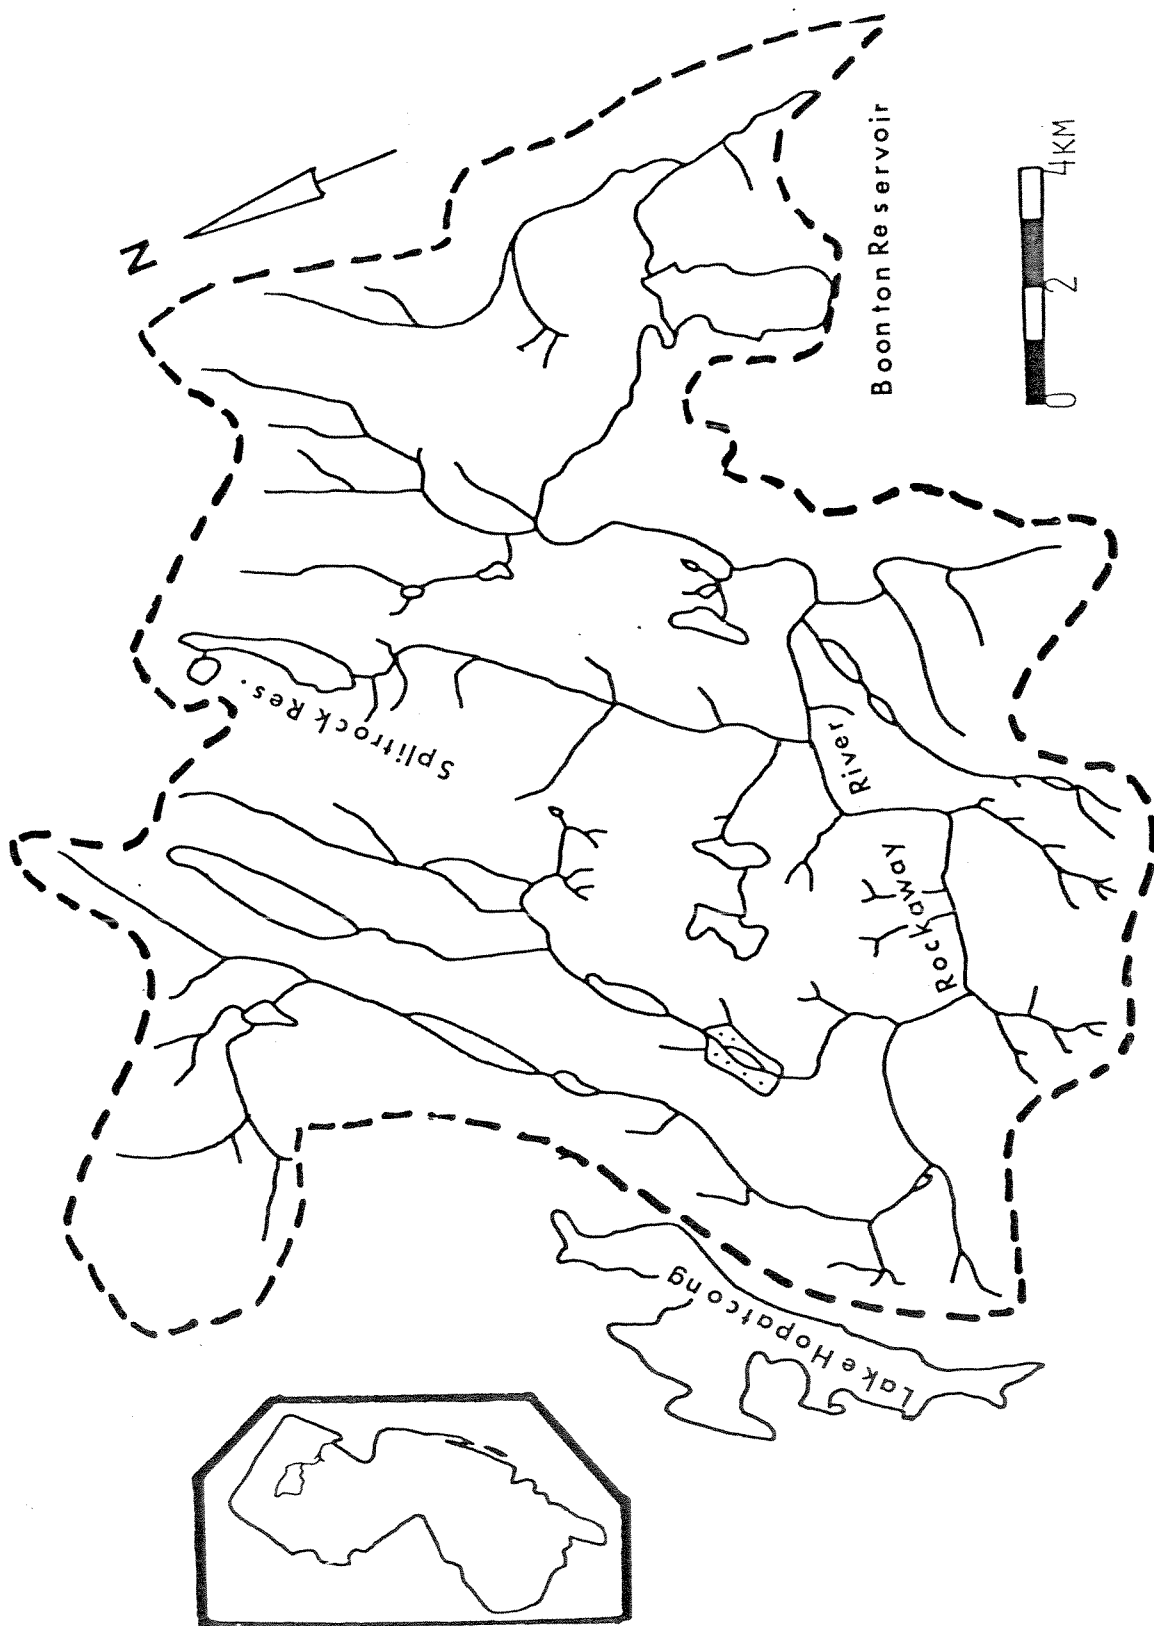 N
Boonton Reservoir
0 2 4KM
Splitrock Res.
River
Rockaway
Lake Hopatcong